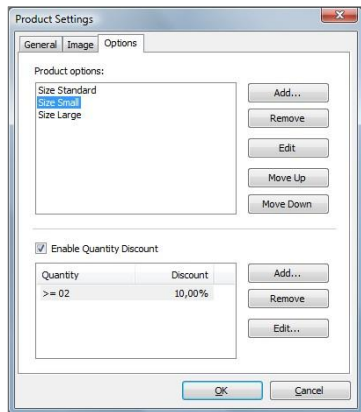 Product Settings
General Image Options
Product options:
Size Standard
Size Small
Size Large
Add...
Remove
Edit
Move Up
Move Down
Enable Quantity Discount
Quantity Discount
>= 02 10,00%
Add...
Remove
Edit...
OK Cancel